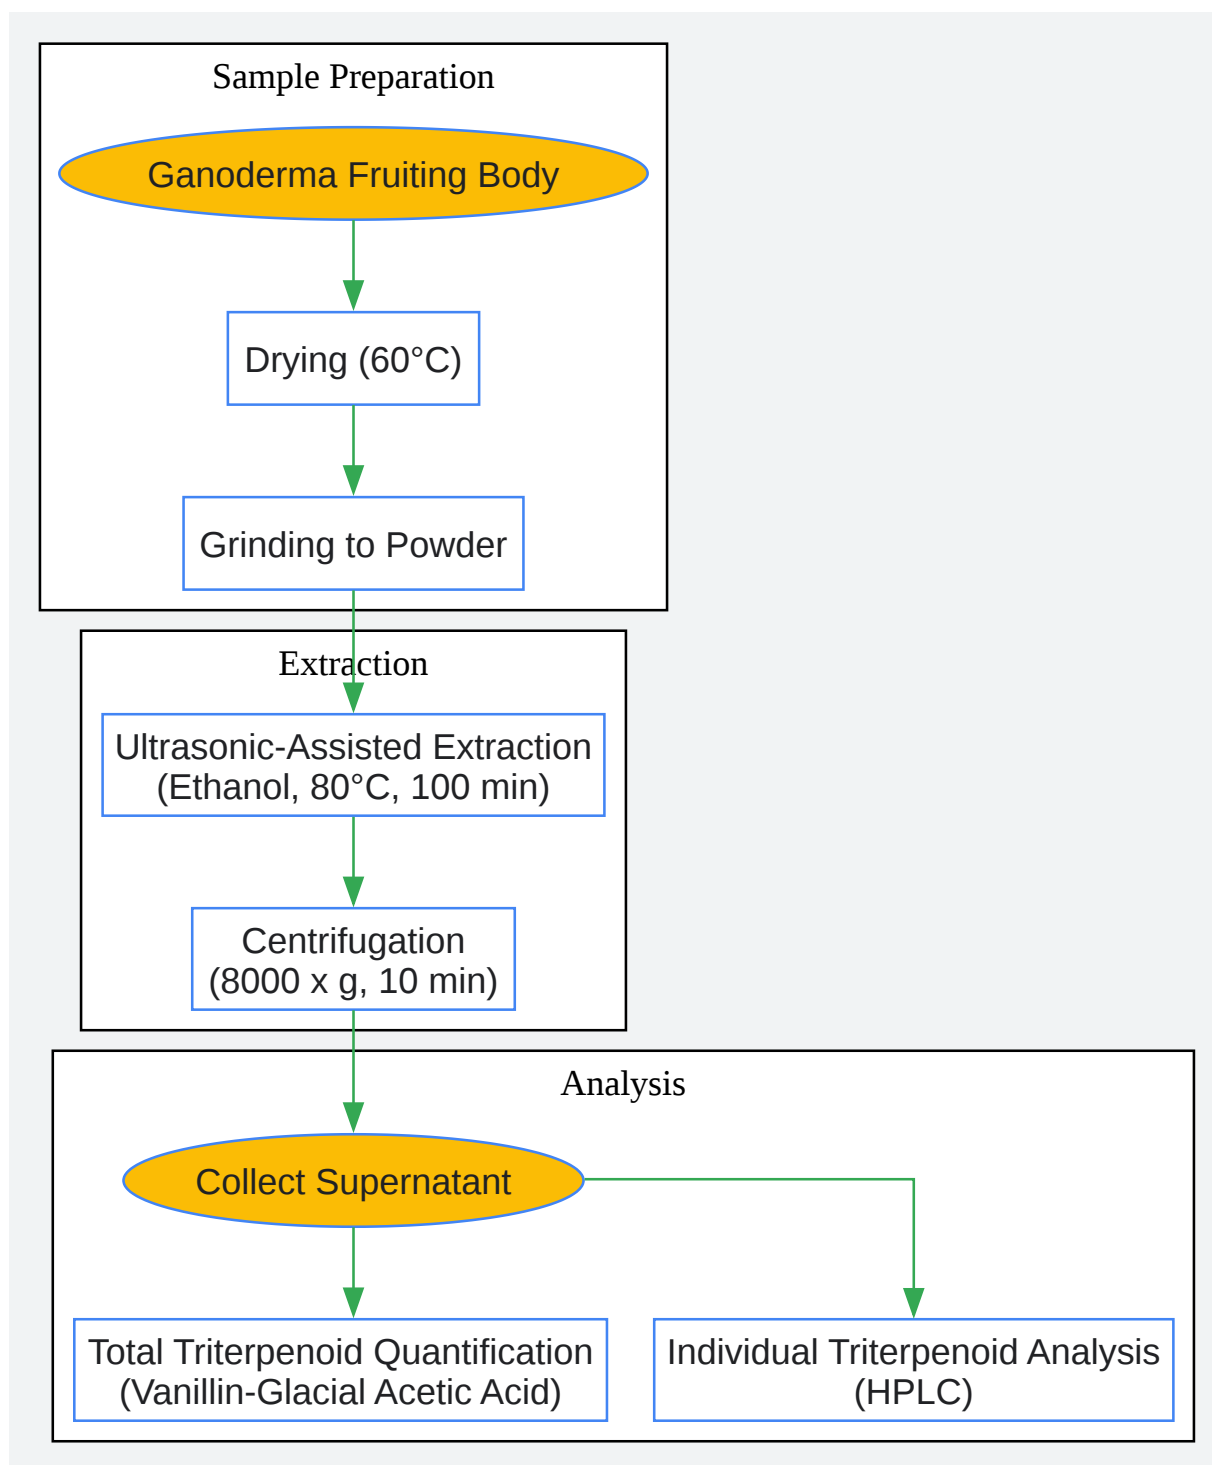 Sample Preparation
Ganoderma Fruiting Body
Drying (60°C)
Grinding to Powder
Extraction
Ultrasonic-Assisted Extraction
(Ethanol, 80°C, 100 min)
Centrifugation
(8000 x g, 10 min)
Analysis
Collect Supernatant
Total Triterpenoid Quantification
(Vanillin-Glacial Acetic Acid)
Individual Triterpenoid Analysis
(HPLC)